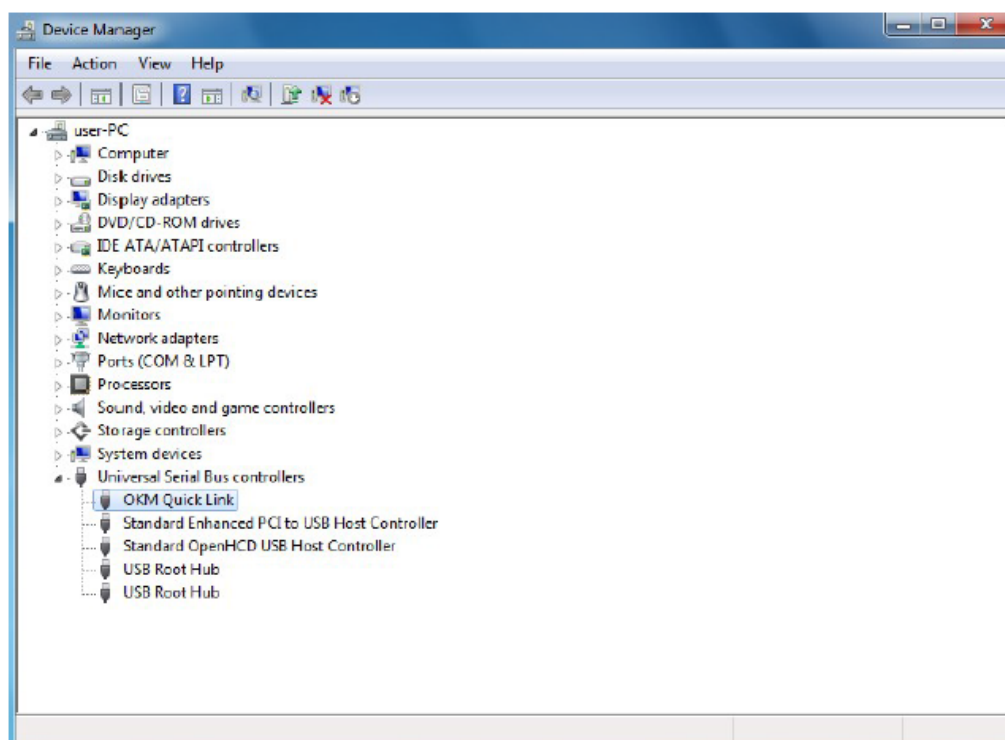 Device Manager
File Action View Help
user-PC
Computer
Disk drives
Display adapters
DVD/CD-ROM drives
IDE ATA/ATAPI controllers
Keyboards
Mice and other pointing devices
Monitors
Network adapters
Ports (COM & LPT)
Processors
Sound, video and game controllers
Storage controllers
System devices
Universal Serial Bus controllers
OKM Quick Link
Standard Enhanced PCI to USB Host Controller
Standard OpenHCD USB Host Controller
USB Root Hub
USB Root Hub